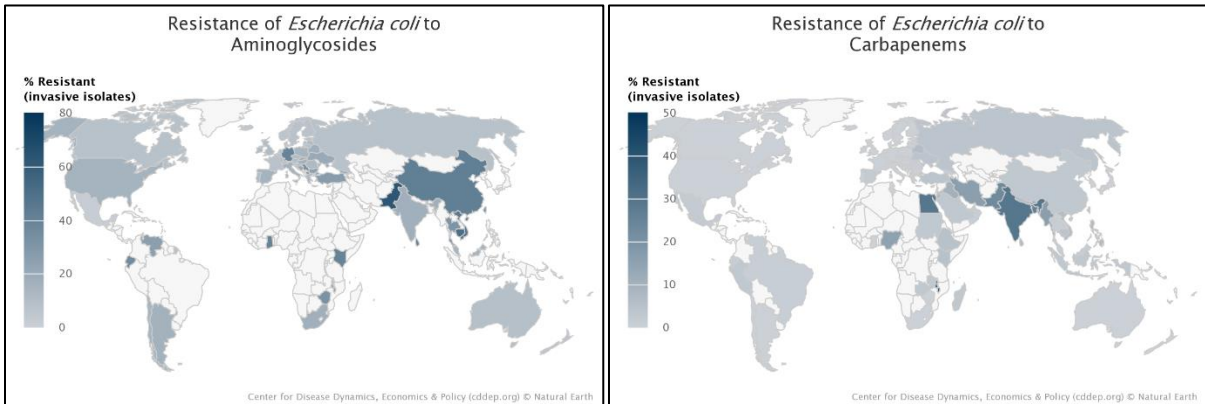 Resistance of Escherichia coli to
Aminoglycosides
% Resistant
(invasive isolates)
80
60
40
20
0
Center for Disease Dynamics, Economics & Policy (cddep.org) © Natural Earth
Resistance of Escherichia coli to
Carbapenems
% Resistant
(invasive isolates)
50
40
30
20
10
0
Center for Disease Dynamics, Economics & Policy (cddep.org) © Natural Earth